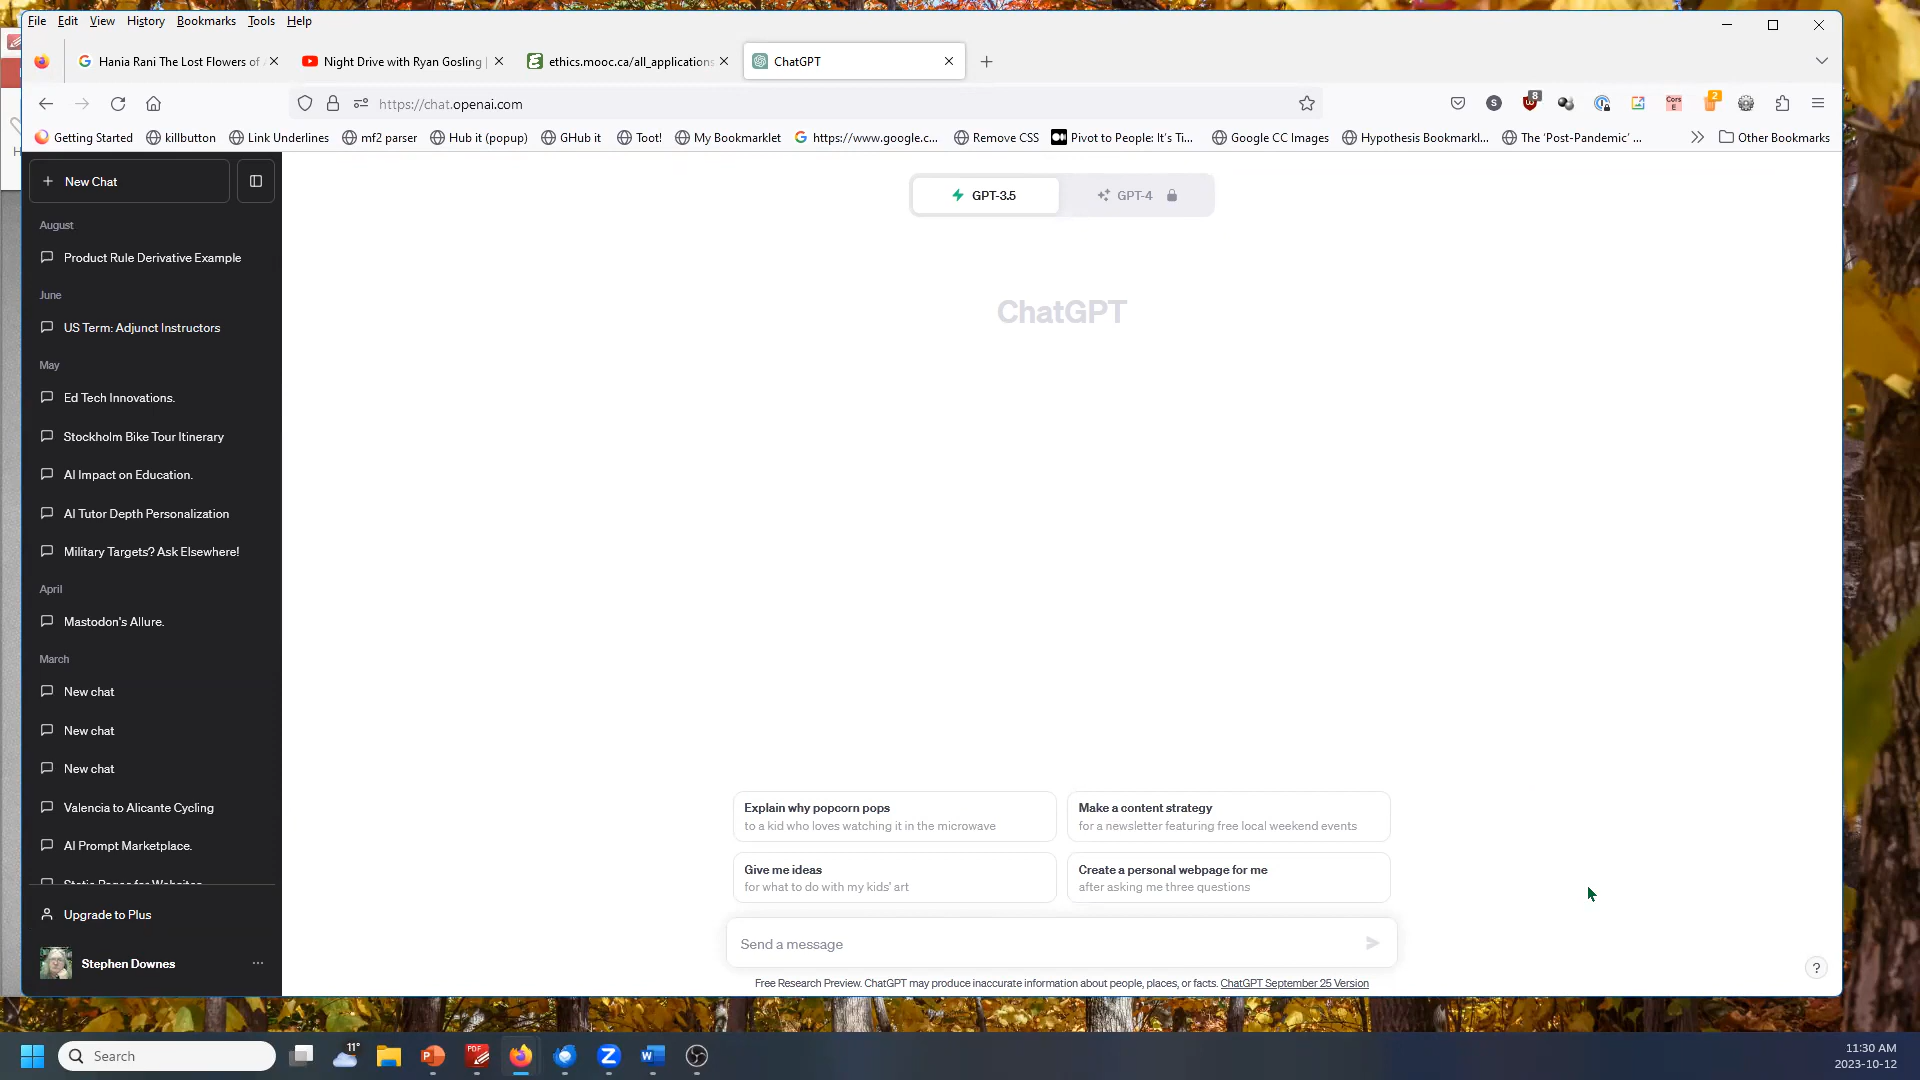 File Edit View History Bookmarks Tools Help
Hania Rani The Lost Flowers of
Night Drive with Ryan Gosling |
ethics.mooc.ca/all_applications
ChatGPT
https://chat.openai.com
S
8
Cors
E
2
Getting Started
killbutton
Link Underlines
mf2 parser
Hub it (popup)
GHub it
Toot!
My Bookmarklet
https://www.google.c...
Remove CSS
Pivot to People: It's Ti...
Google CC Images
Hypothesis Bookmarkl...
The 'Post-Pandemic' ...
Other Bookmarks
New Chat
August
Product Rule Derivative Example
June
US Term: Adjunct Instructors
May
Ed Tech Innovations.
Stockholm Bike Tour Itinerary
AI Impact on Education.
AI Tutor Depth Personalization
Military Targets? Ask Elsewhere!
April
Mastodon's Allure.
March
New chat
New chat
New chat
Valencia to Alicante Cycling
AI Prompt Marketplace.
Static Pages for Websites
Upgrade to Plus
Stephen Downes
GPT-3.5
GPT-4
ChatGPT
Explain why popcorn pops
to a kid who loves watching it in the microwave
Make a content strategy
for a newsletter featuring free local weekend events
Give me ideas
for what to do with my kids' art
Create a personal webpage for me
after asking me three questions
Send a message
Free Research Preview. ChatGPT may produce inaccurate information about people, places, or facts. ChatGPT September 25 Version
?
Search
11°
PDF
11:30 AM
2023-10-12